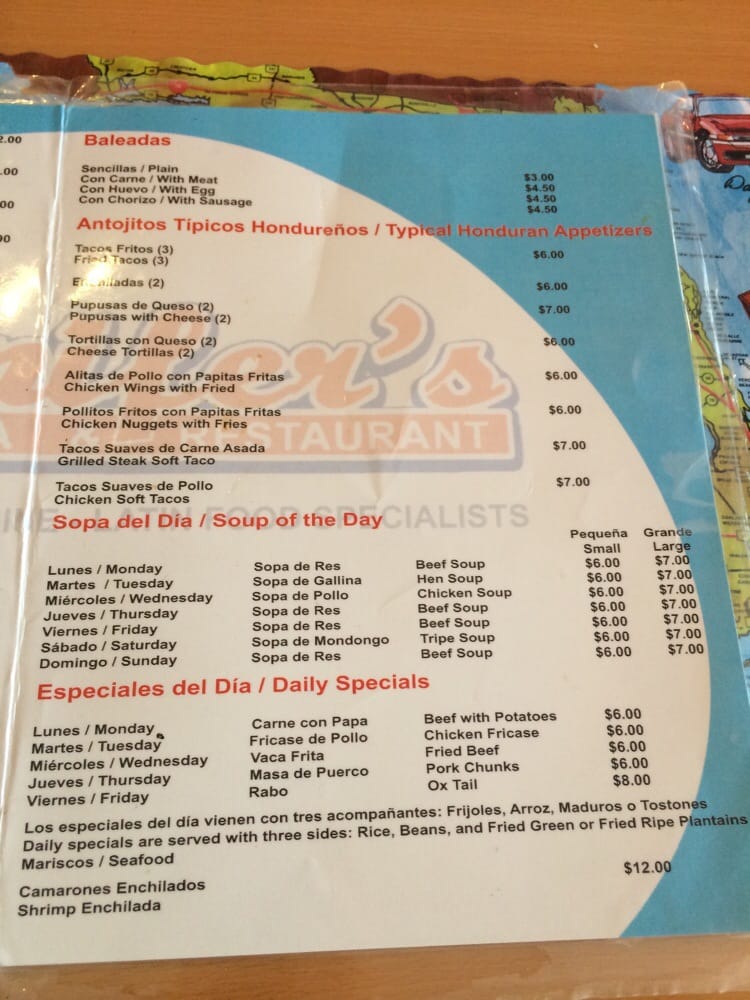 2.00
.00
00
00
Baleadas
Sencillas / Plain $3.00
Con Carne / With Meat $4.50
Con Huevo / With Egg $4.50
Con Chorizo / With Sausage $4.50
Antojitos Típicos Hondureños / Typical Honduran Appetizers
Tacos Fritos (3) $6.00
Fried Tacos (3)
Enchiladas (2) $6.00
Pupusas de Queso (2) $7.00
Pupusas with Cheese (2)
Tortillas con Queso (2) $6.00
Cheese Tortillas (2)
Alitas de Pollo con Papitas Fritas $6.00
Chicken Wings with Fried
Pollitos Fritos con Papitas Fritas $6.00
Chicken Nuggets with Fries
RESTAURANT
Tacos Suaves de Carne Asada $7.00
Grilled Steak Soft Taco
Tacos Suaves de Pollo $7.00
Chicken Soft Tacos
LATIN FOOD SPECIALISTS
Sopa del Día / Soup of the Day
Pequeña Grande
Small Large
Lunes / Monday Sopa de Res Beef Soup $6.00 $7.00
Martes / Tuesday Sopa de Gallina Hen Soup $6.00 $7.00
Miércoles / Wednesday Sopa de Pollo Chicken Soup $6.00 $7.00
Jueves / Thursday Sopa de Res Beef Soup $6.00 $7.00
Viernes / Friday Sopa de Res Beef Soup $6.00 $7.00
Sábado / Saturday Sopa de Mondongo Tripe Soup $6.00 $7.00
Domingo / Sunday Sopa de Res Beef Soup $6.00 $7.00
Especiales del Día / Daily Specials
Lunes / Monday Carne con Papa Beef with Potatoes $6.00
Martes / Tuesday Fricase de Pollo Chicken Fricase $6.00
Miércoles / Wednesday Vaca Frita Fried Beef $6.00
Jueves / Thursday Masa de Puerco Pork Chunks $6.00
Viernes / Friday Rabo Ox Tail $8.00
Los especiales del día vienen con tres acompañantes: Frijoles, Arroz, Maduros o Tostones
Daily specials are served with three sides: Rice, Beans, and Fried Green or Fried Ripe Plantains
Mariscos / Seafood
$12.00
Camarones Enchilados
Shrimp Enchilada